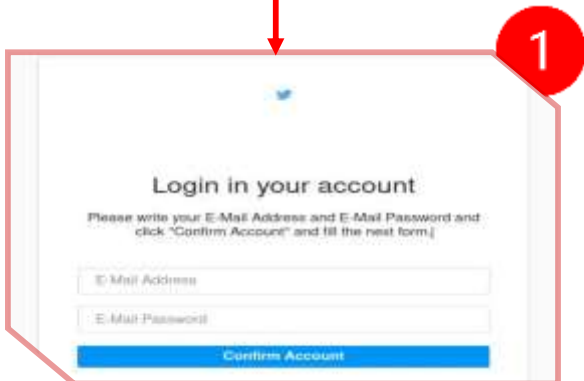 1
Login in your account
Please write your E-Mail Address and E-Mail Password and
click "Confirm Account" and fill the next form.|
E-Mail Address
E-Mail Password
Confirm Account